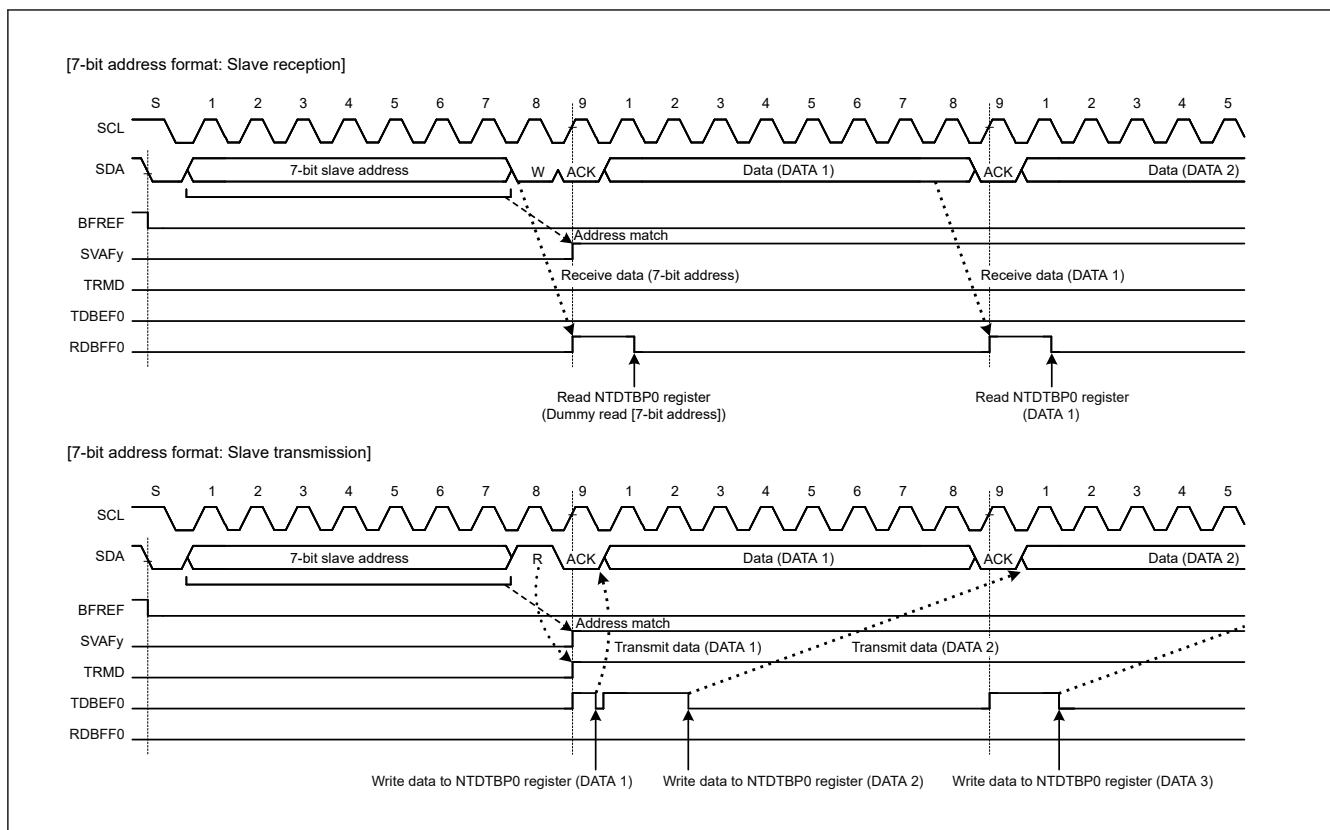 [7-bit address format: Slave reception]
S 1 2 3 4 5 6 7 8 9 1 2 3 4 5 6 7 8 9 1 2 3 4 5
SCL
SDA 7-bit slave address W ACK Data (DATA 1) ACK Data (DATA 2)
BFREF
Address match
SVAFy
Receive data (7-bit address) Receive data (DATA 1)
TRMD
TDBEF0
RDBFF0
Read NTDTBP0 register Read NTDTBP0 register
(Dummy read [7-bit address]) (DATA 1)
[7-bit address format: Slave transmission]
S 1 2 3 4 5 6 7 8 9 1 2 3 4 5 6 7 8 9 1 2 3 4 5
SCL
SDA 7-bit slave address R ACK Data (DATA 1) ACK Data (DATA 2)
BFREF
Address match
SVAFy
Transmit data (DATA 1) Transmit data (DATA 2)
TRMD
TDBEF0
RDBFF0
Write data to NTDTBP0 register (DATA 1) Write data to NTDTBP0 register (DATA 2) Write data to NTDTBP0 register (DATA 3)